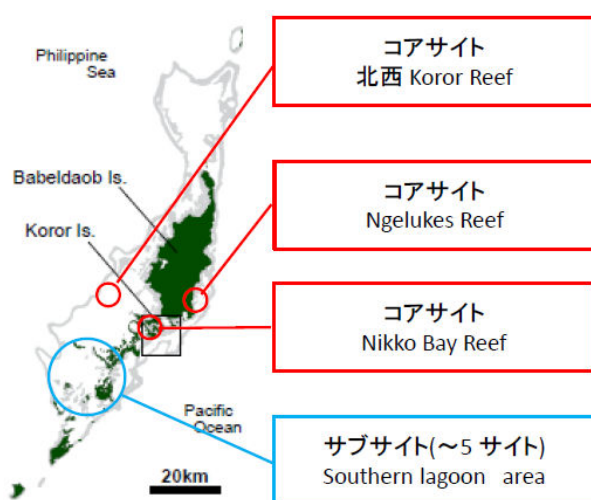 Philippine
Sea
Babeldaob Is.
Koror Is.
Pacific
Ocean
20km
コアサイト
北西 Koror Reef
コアサイト
Ngelukes Reef
コアサイト
Nikko Bay Reef
サブサイト(～5 サイト)
Southern lagoon area